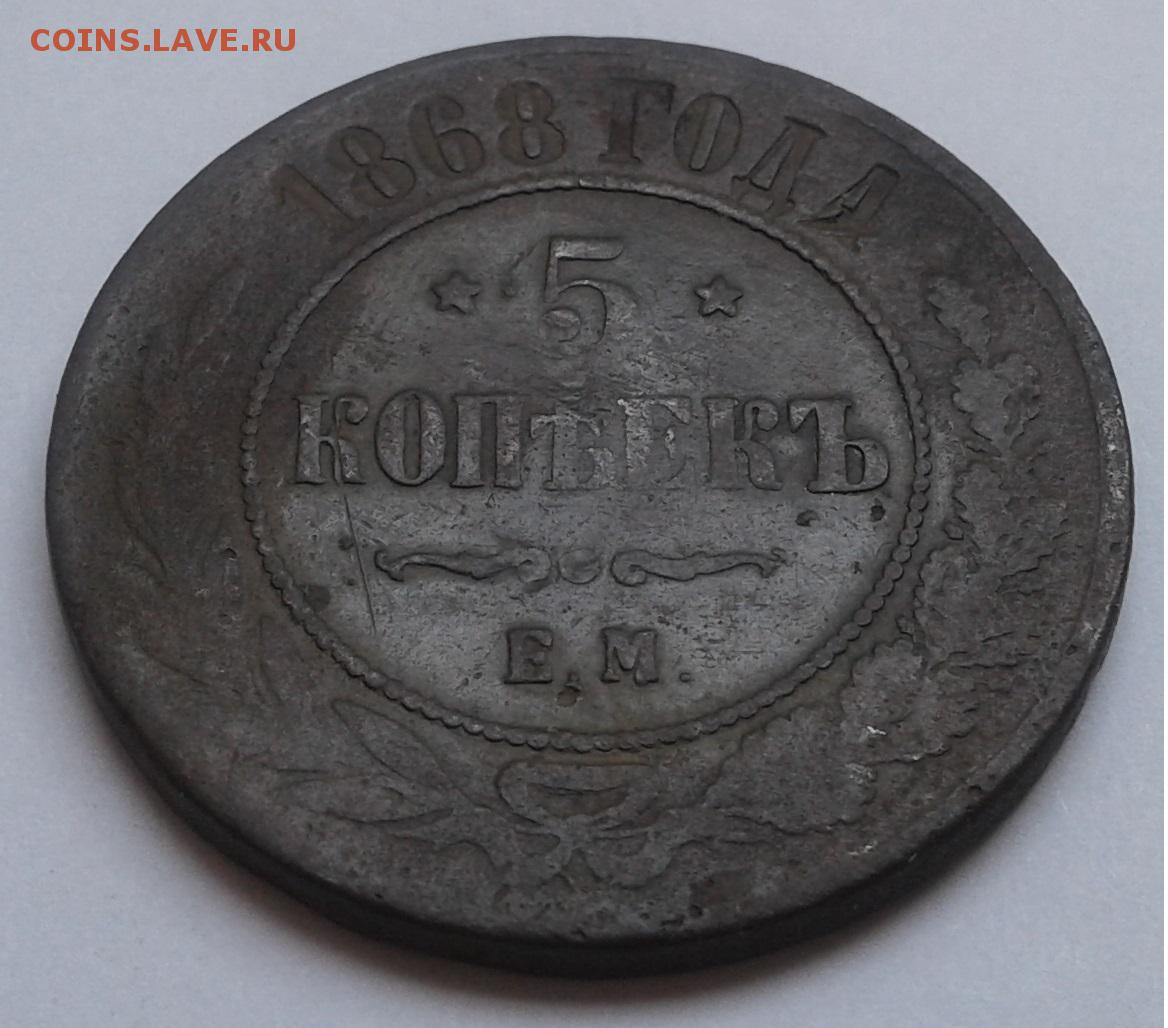 COINS.LAVE.RU
1868 ГОДА
5
КОПѢЕКЪ
Е.М.